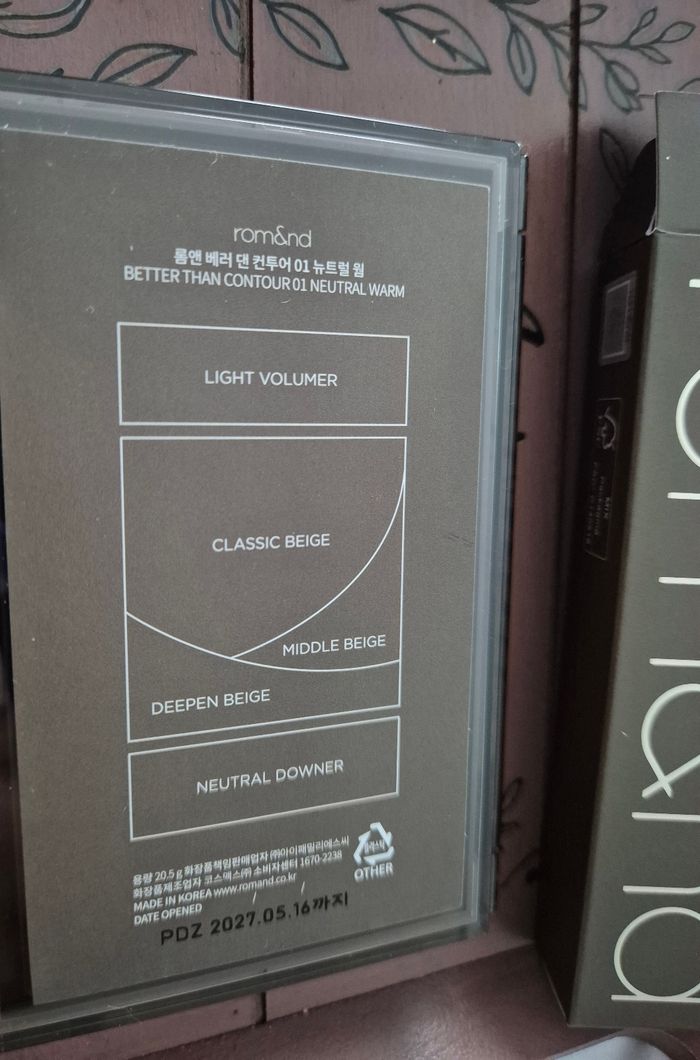 rom&nd
롬앤 베러 댄 컨투어 01 뉴트럴 웜
BETTER THAN CONTOUR 01 NEUTRAL WARM
LIGHT VOLUMER
CLASSIC BEIGE
MIDDLE BEIGE
DEEPEN BEIGE
NEUTRAL DOWNER
용량 20.5 g 화장품책임판매업자 ㈜아이패밀리에스씨
화장품제조업자 코스맥스㈜ 소비자센터 1670-2238
MADE IN KOREA www.romand.co.kr
DATE OPENED / /
플라스틱
OTHER
PDZ 2027.05.16까지